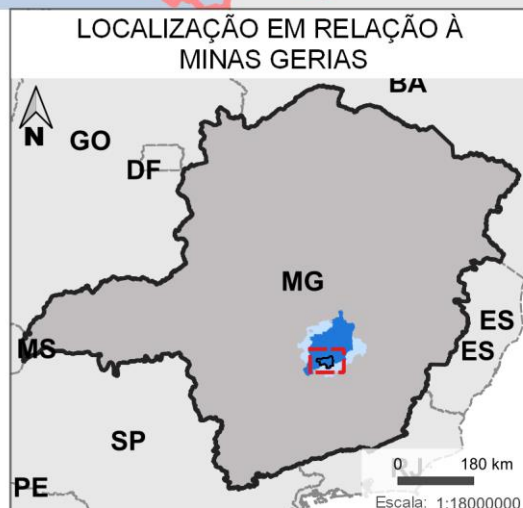 LOCALIZAÇÃO EM RELAÇÃO À
MINAS GERIAS
BA
N
GO
DF
MG
ES
ES
MS
SP
RJ
0 180 km
PE
Escala: 1:18000000